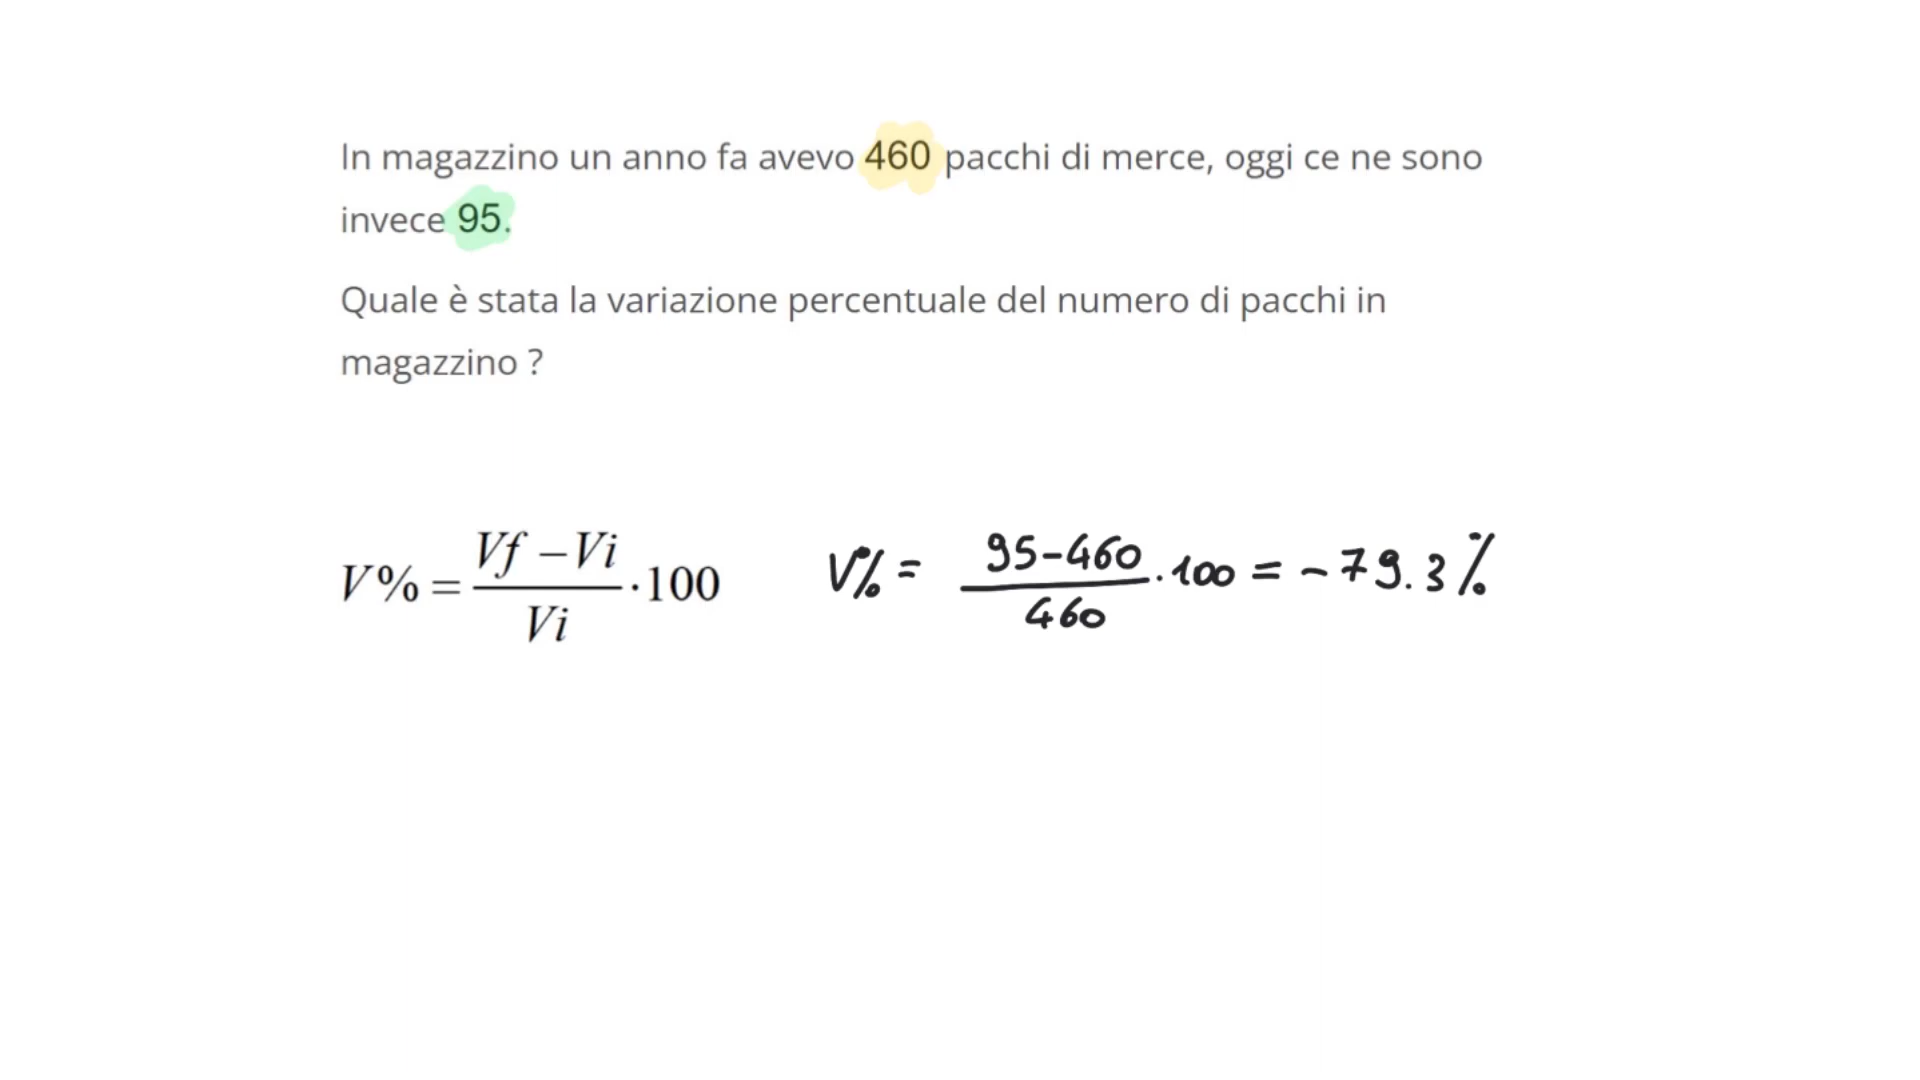 In magazzino un anno fa avevo 460 pacchi di merce, oggi ce ne sono
invece 95.
Quale è stata la variazione percentuale del numero di pacchi in
magazzino ?
V% = (Vf − Vi) / Vi · 100
V% = (95-460) / 460 · 100 = -79.3%